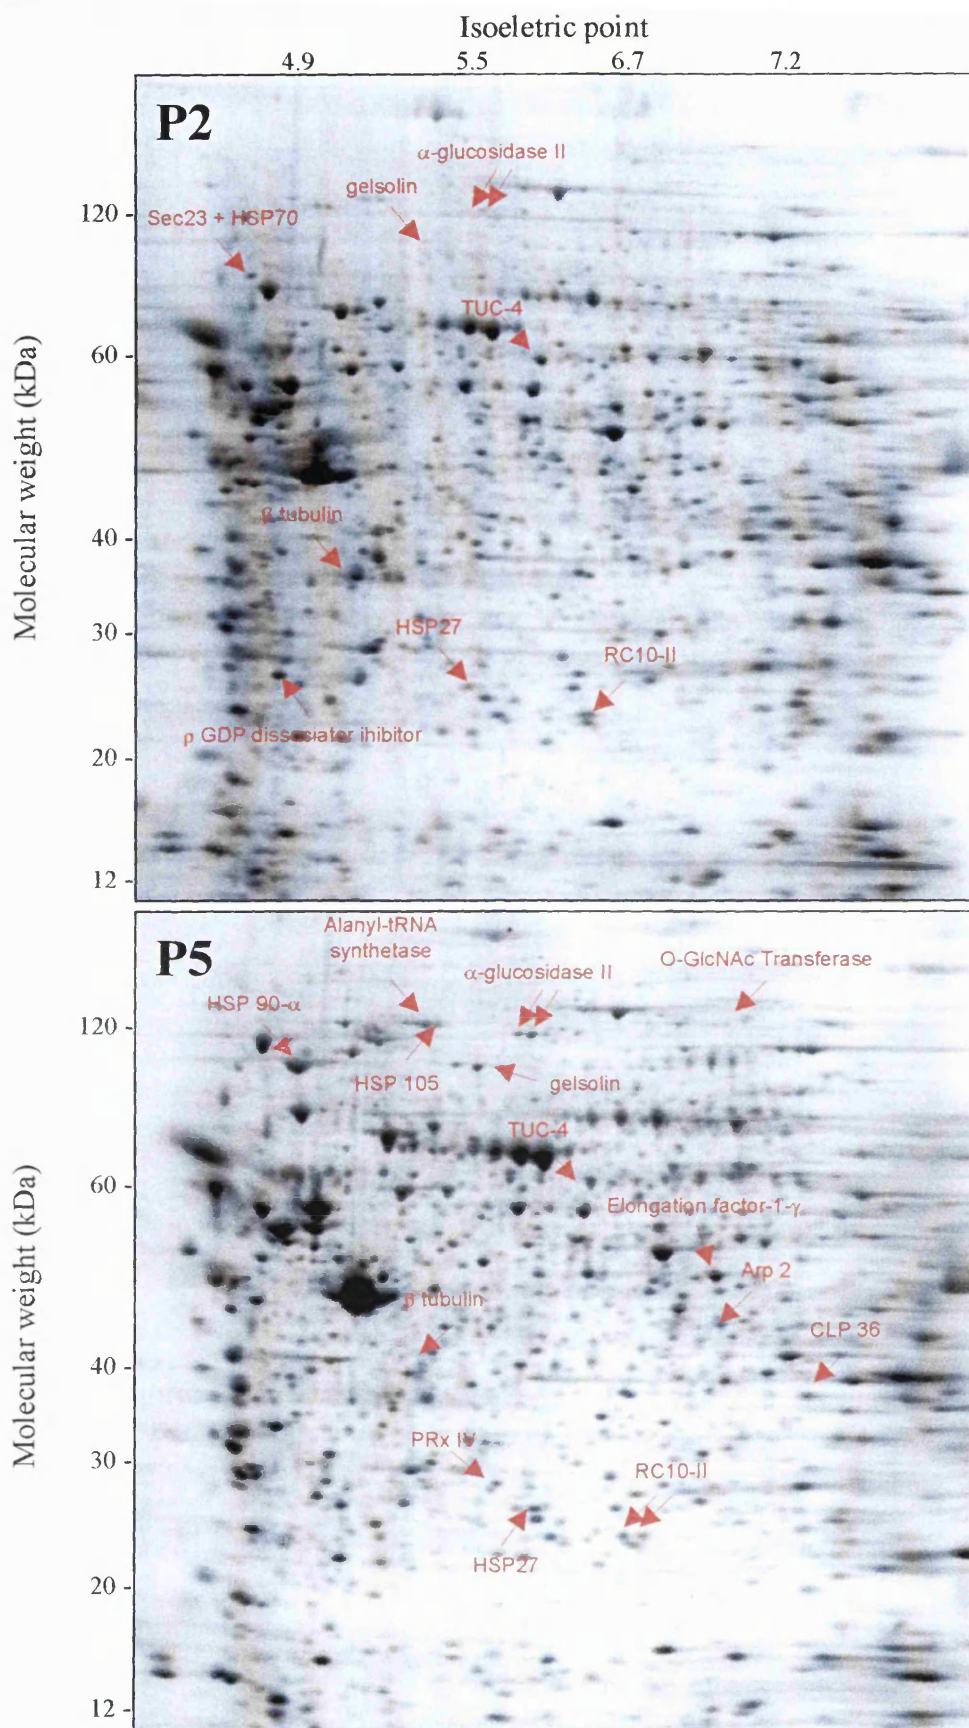 Isoeletric point
4.9 5.5 6.7 7.2
P2
α-glucosidase II
gelsolin
120 -
Sec23 + HSP70
TUC-4
60 -
β tubulin
40 -
30 -
HSP27
RC10-II
ρ GDP dissociater ihibitor
20 -
12 -
Molecular weight (kDa)
P5
Alanyl-tRNA
synthetase
α-glucosidase II
O-GlcNAc Transferase
HSP 90-α
120 -
HSP 105
gelsolin
TUC-4
60 -
Elongation factor-1-γ
Arp 2
β tubulin
CLP 36
40 -
PRx IV
30 -
RC10-II
HSP27
20 -
12 -
Molecular weight (kDa)